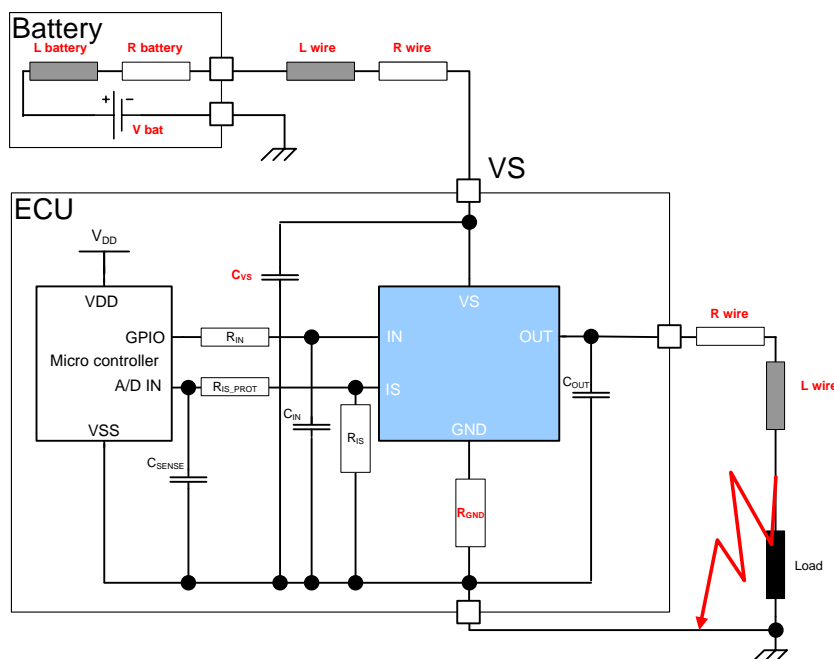 Battery
L battery
R battery
L wire
R wire
+
−
V bat
VS
ECU
VDD
VDD
CVS
VS
GPIO
RIN
IN
OUT
R wire
Micro controller
A/D IN
RIS_PROT
IS
COUT
L wire
CIN
VSS
RIS
GND
CSENSE
RGND
Load